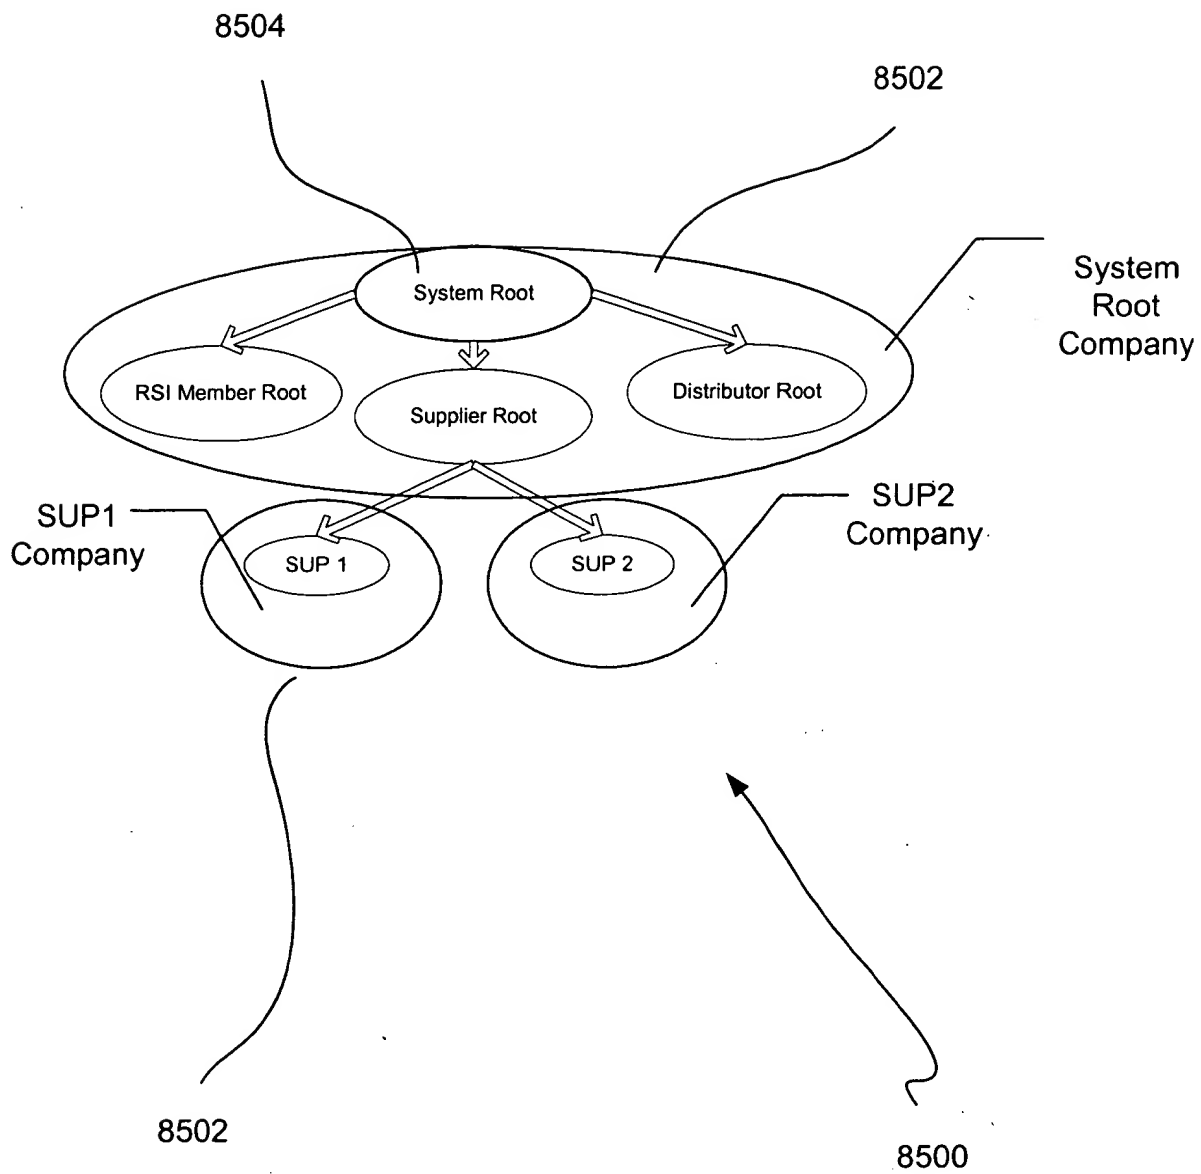 8504
8502
System Root
System
Root
Company
RSI Member Root
Supplier Root
Distributor Root
SUP1
Company
SUP2
Company
SUP 1
SUP 2
8502
8500